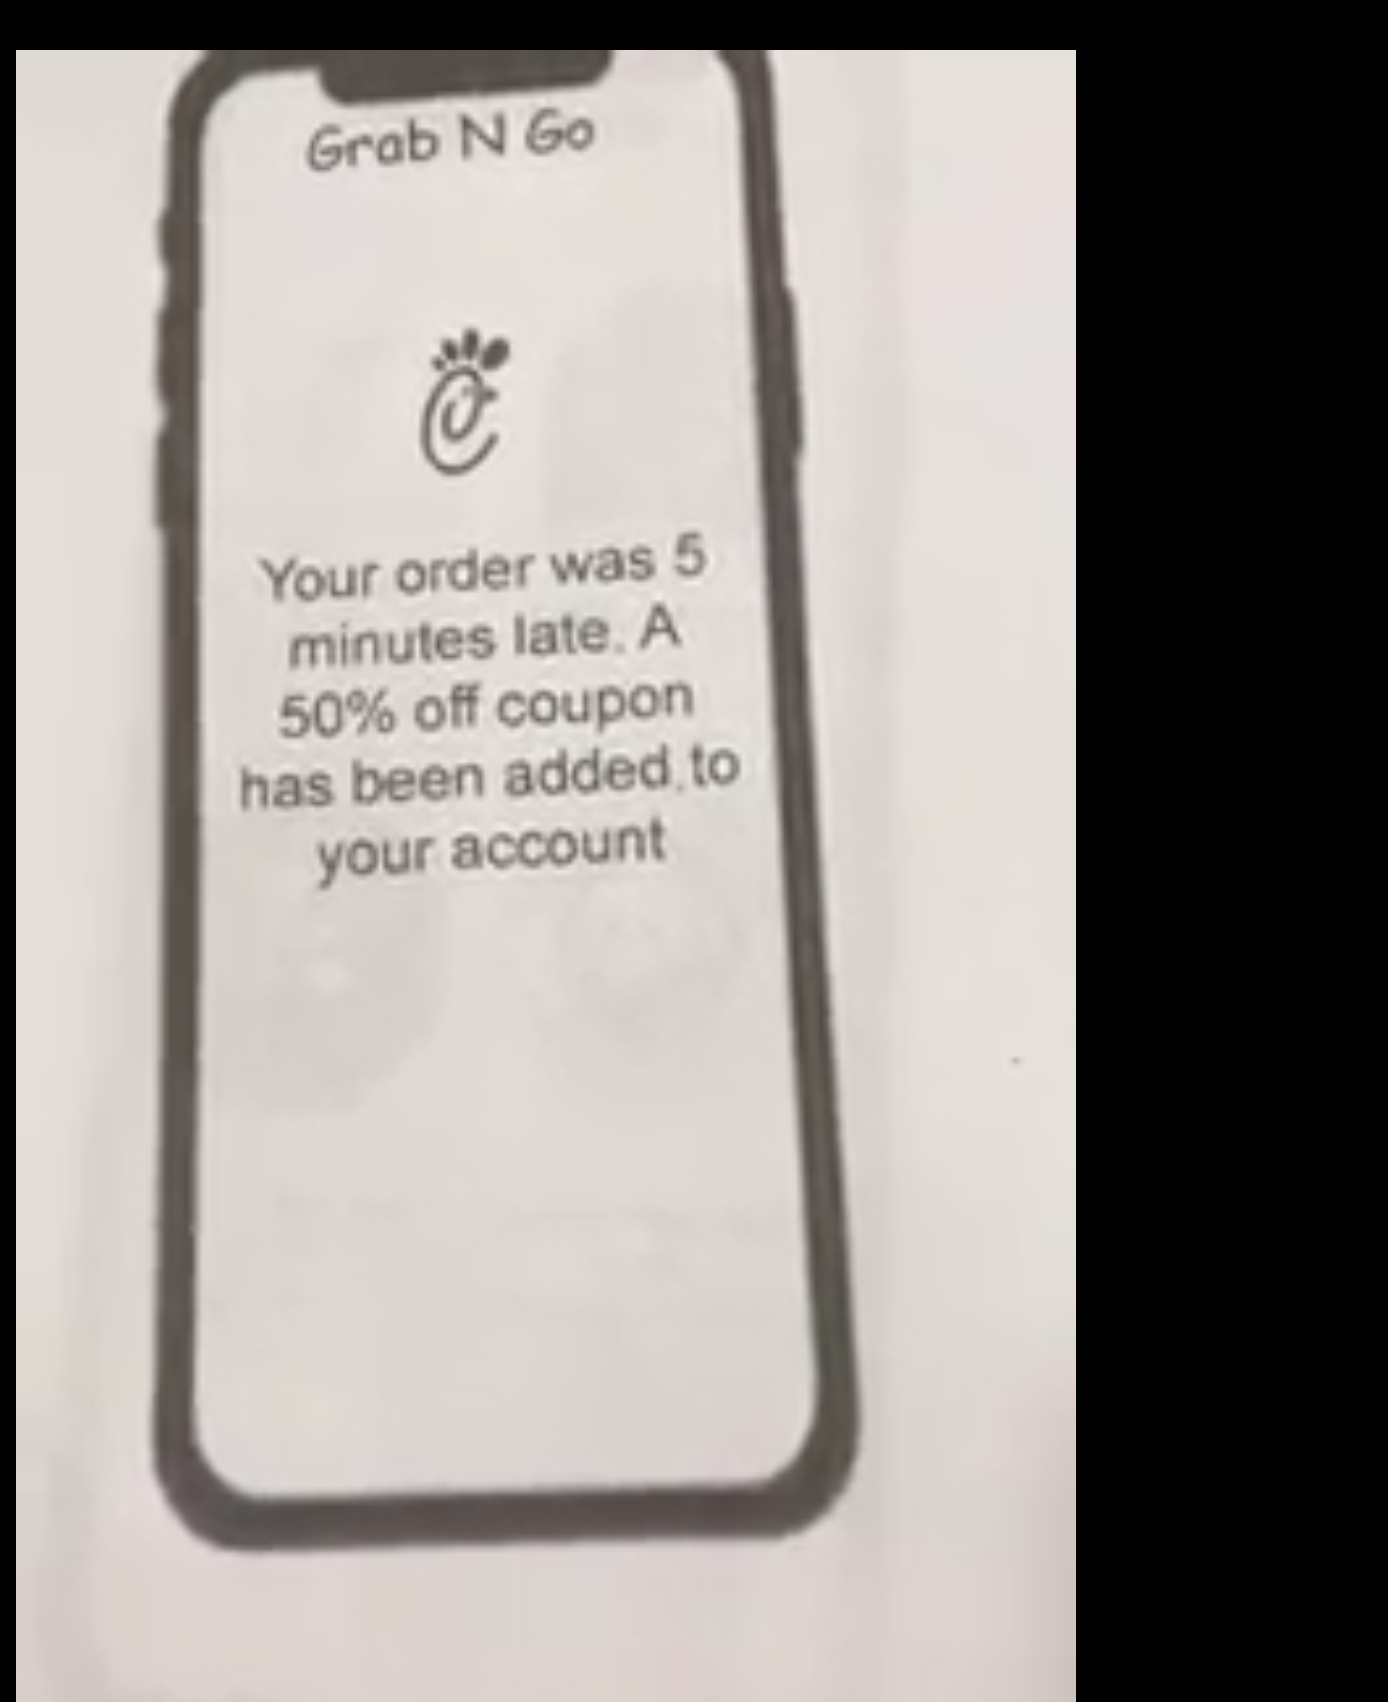 Grab N Go
Your order was 5
minutes late. A
50% off coupon
has been added to
your account